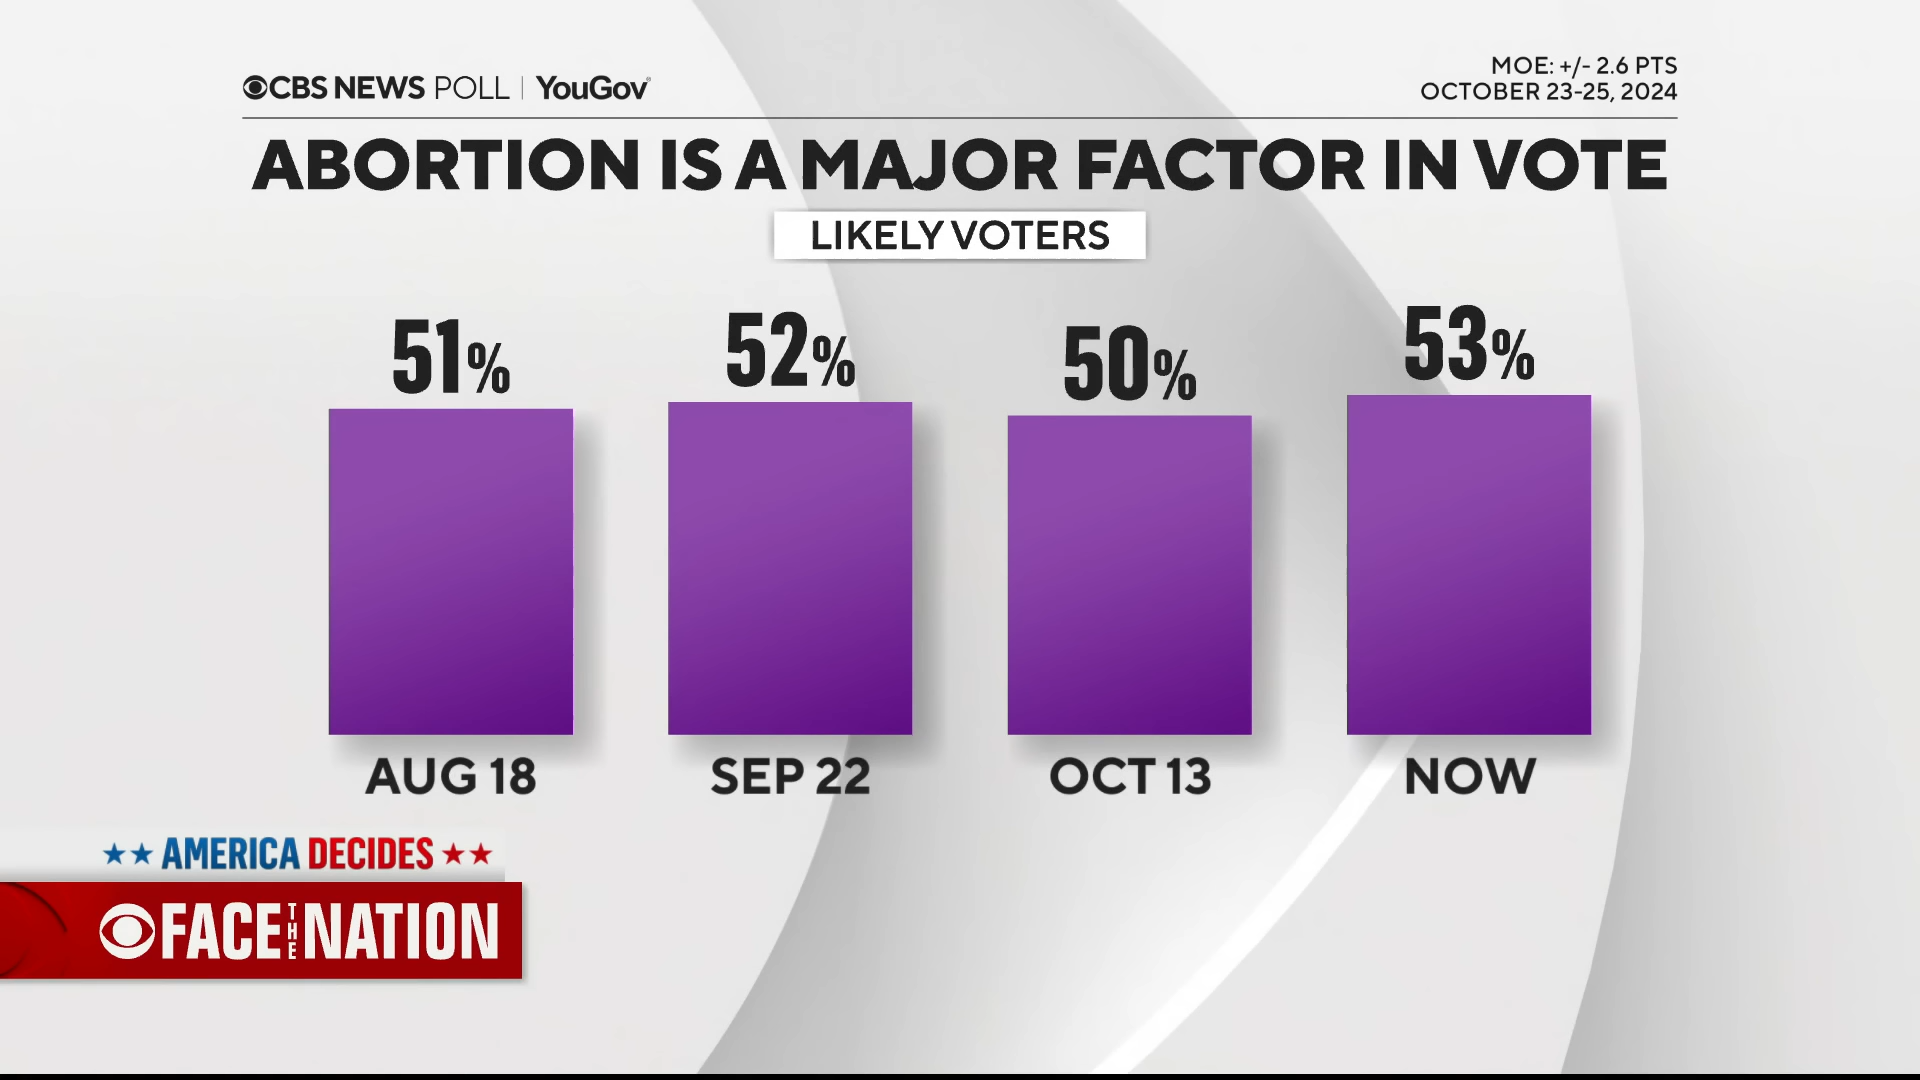 CBS NEWS POLL | YouGov
MOE: +/- 2.6 PTS
OCTOBER 23-25, 2024
ABORTION IS A MAJOR FACTOR IN VOTE
LIKELY VOTERS
51% 52% 50% 53%
AUG 18 SEP 22 OCT 13 NOW
★★ AMERICA DECIDES ★★
FACE THE NATION